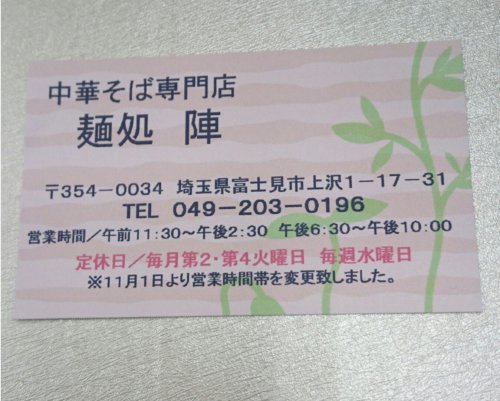 中華そば専門店
麺処 陣
〒354-0034 埼玉県富士見市上沢1-17-31
TEL 049-203-0196
営業時間/午前11:30~午後2:30 午後6:30~午後10:00
定休日/毎月第2・第4火曜日 毎週水曜日
※11月1日より営業時間帯を変更致しました。